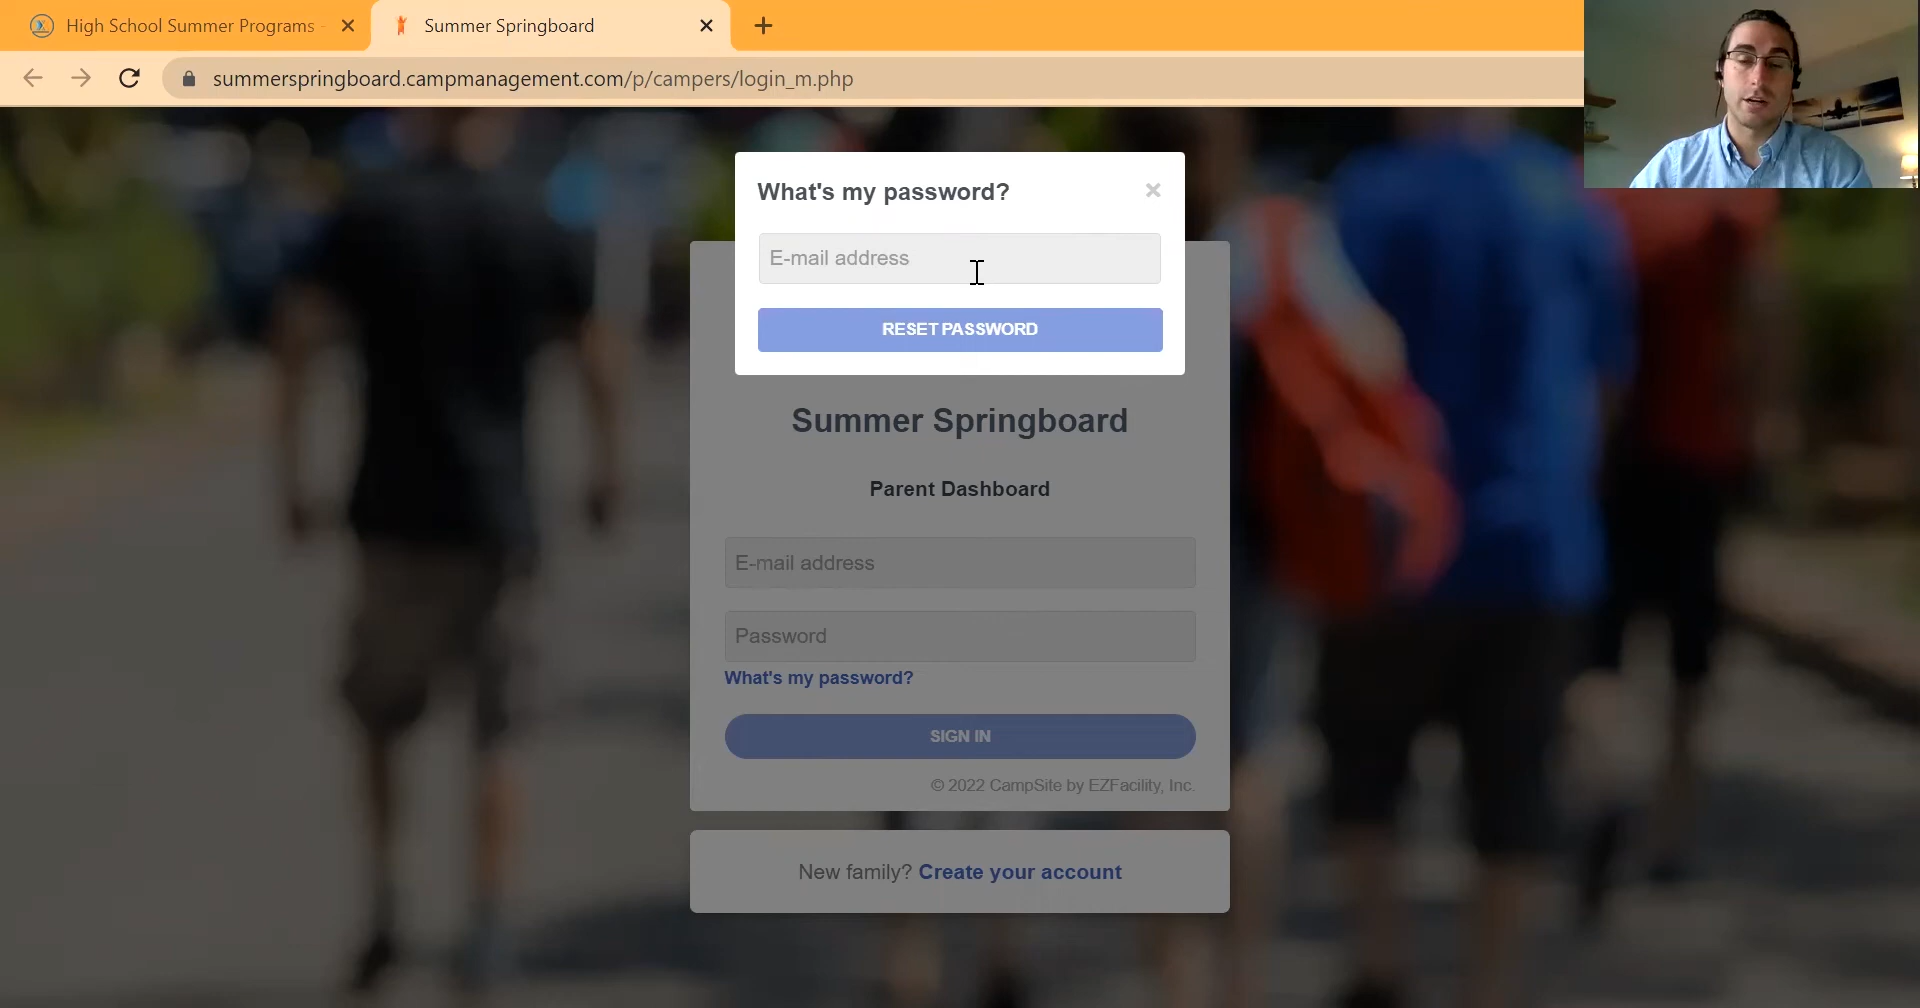 High School Summer Programs -
Summer Springboard
summerspringboard.campmanagement.com/p/campers/login_m.php
What's my password?
E-mail address
RESET PASSWORD
Summer Springboard
Parent Dashboard
E-mail address
Password
What's my password?
SIGN IN
© 2022 CampSite by EZFacility, Inc.
New family? Create your account